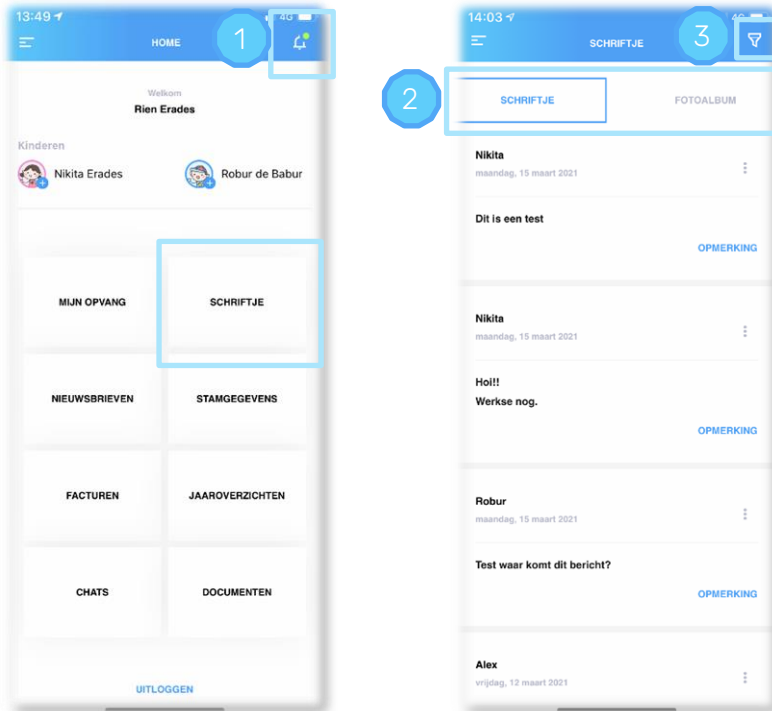 13:49
4G
HOME
1
Welkom
Rien Erades
Kinderen
Nikita Erades
Robur de Babur
MIJN OPVANG
SCHRIFTJE
NIEUWSBRIEVEN
STAMGEGEVENS
FACTUREN
JAAROVERZICHTEN
CHATS
DOCUMENTEN
UITLOGGEN
14:03
4G
SCHRIFTJE
3
2
SCHRIFTJE
FOTOALBUM
Nikita
maandag, 15 maart 2021
Dit is een test
OPMERKING
Nikita
maandag, 15 maart 2021
Hoi!!
Werkse nog.
OPMERKING
Robur
maandag, 15 maart 2021
Test waar komt dit bericht?
OPMERKING
Alex
vrijdag, 12 maart 2021